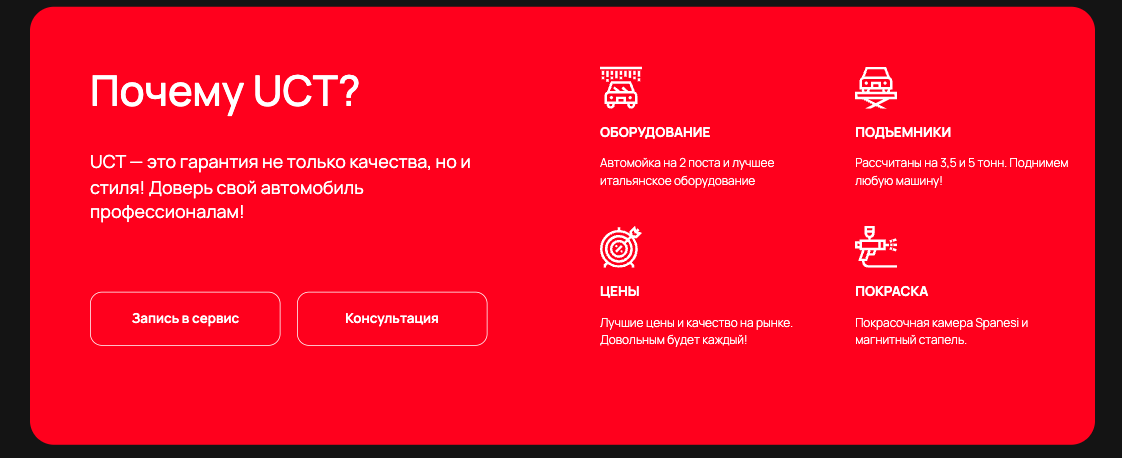 Почему UCT?
UCT — это гарантия не только качества, но и
стиля! Доверь свой автомобиль
профессионалам!
Запись в сервис
Консультация
ОБОРУДОВАНИЕ
Автомойка на 2 поста и лучшее
итальянское оборудование
ПОДЪЕМНИКИ
Рассчитаны на 3,5 и 5 тонн. Поднимем
любую машину!
ЦЕНЫ
Лучшие цены и качество на рынке.
Довольным будет каждый!
ПОКРАСКА
Покрасочная камера Spanesi и
магнитный стапель.